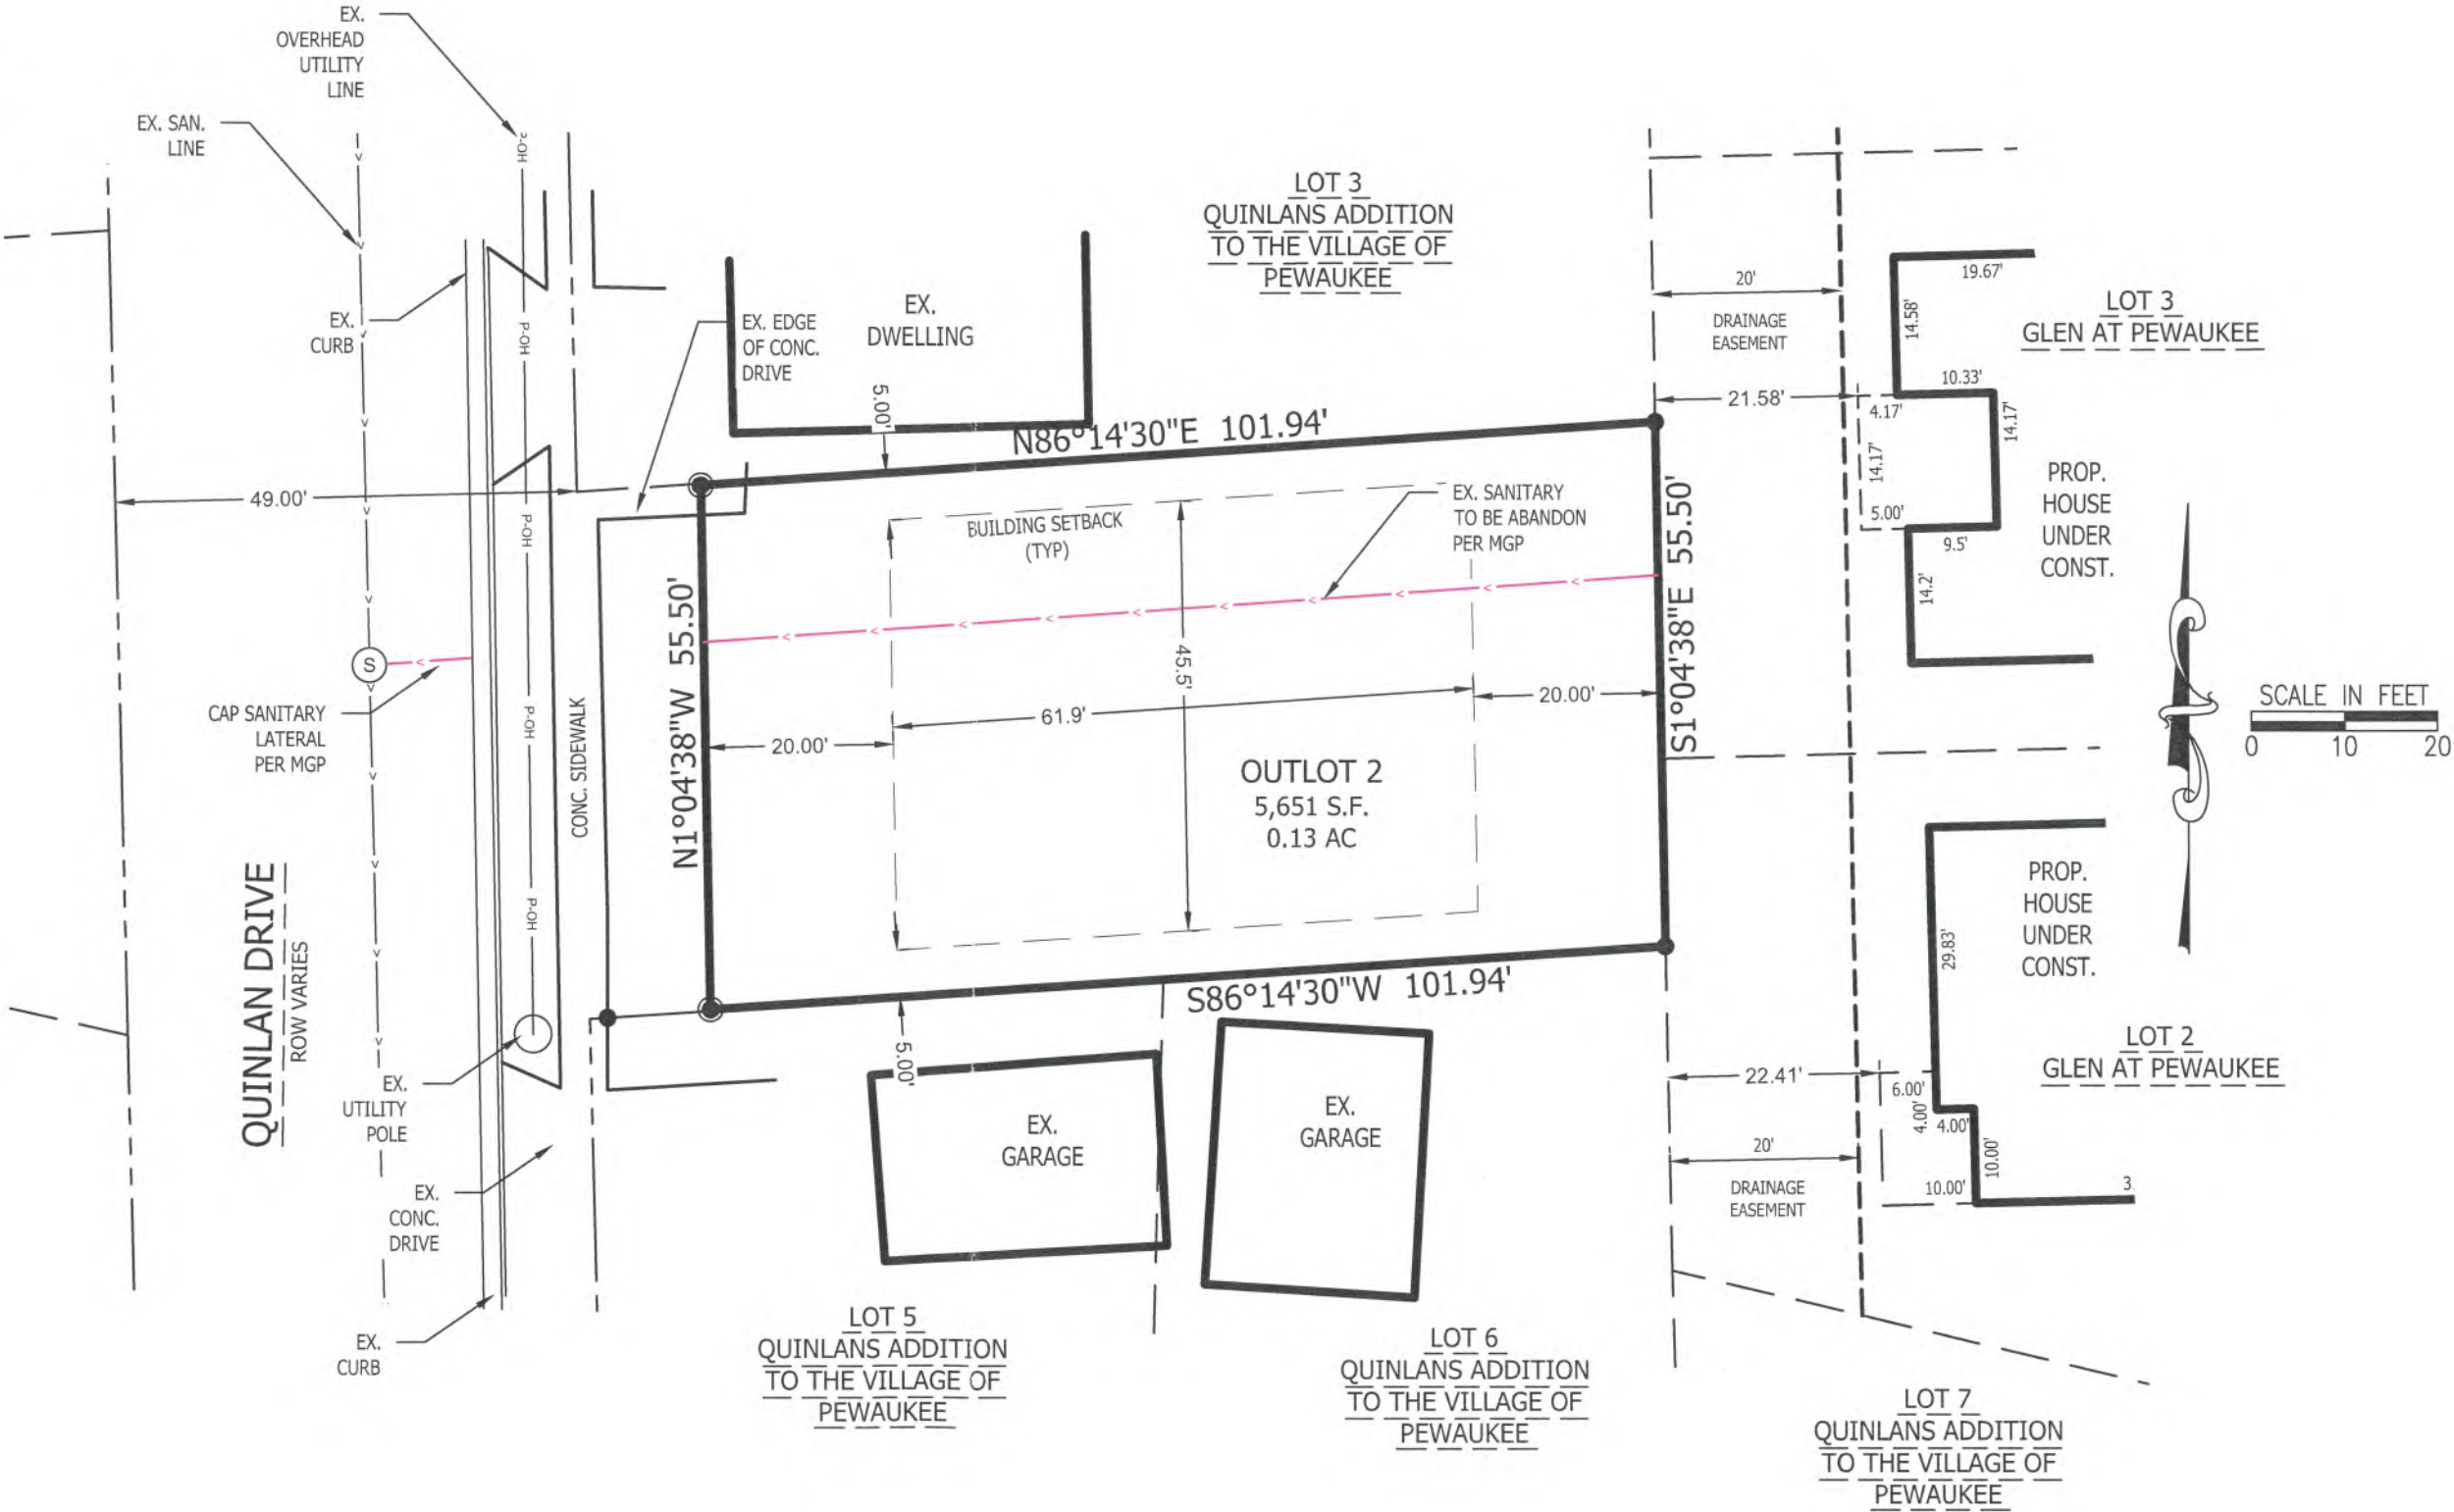 EX.
OVERHEAD
UTILITY
LINE
EX. SAN.
LINE
EX.
CURB
P-OH
P-OH
P-OH
P-OH
P-OH
EX. EDGE
OF CONC.
DRIVE
EX.
DWELLING
LOT 3
QUINLANS ADDITION
TO THE VILLAGE OF
PEWAUKEE
20'
DRAINAGE
EASEMENT
19.67'
14.58'
LOT 3
GLEN AT PEWAUKEE
10.33'
21.58'
4.17'
14.17'
14.17'
5.00'
9.5'
14.2'
PROP.
HOUSE
UNDER
CONST.
5.00'
N86°14'30"E 101.94'
49.00'
BUILDING SETBACK
(TYP)
EX. SANITARY
TO BE ABANDON
PER MGP
S1°04'38"E 55.50'
N1°04'38"W 55.50'
45.5'
61.9'
20.00'
20.00'
S
CAP SANITARY
LATERAL
PER MGP
CONC. SIDEWALK
OUTLOT 2
5,651 S.F.
0.13 AC
SCALE IN FEET
0 10 20
QUINLAN DRIVE
ROW VARIES
PROP.
HOUSE
UNDER
CONST.
29.83'
S86°14'30"W 101.94'
5.00'
LOT 2
GLEN AT PEWAUKEE
22.41'
6.00'
4.00'
4.00'
10.00'
10.00'
3
20'
DRAINAGE
EASEMENT
EX.
UTILITY
POLE
EX.
GARAGE
EX.
GARAGE
EX.
CONC.
DRIVE
EX.
CURB
LOT 5
QUINLANS ADDITION
TO THE VILLAGE OF
PEWAUKEE
LOT 6
QUINLANS ADDITION
TO THE VILLAGE OF
PEWAUKEE
LOT 7
QUINLANS ADDITION
TO THE VILLAGE OF
PEWAUKEE